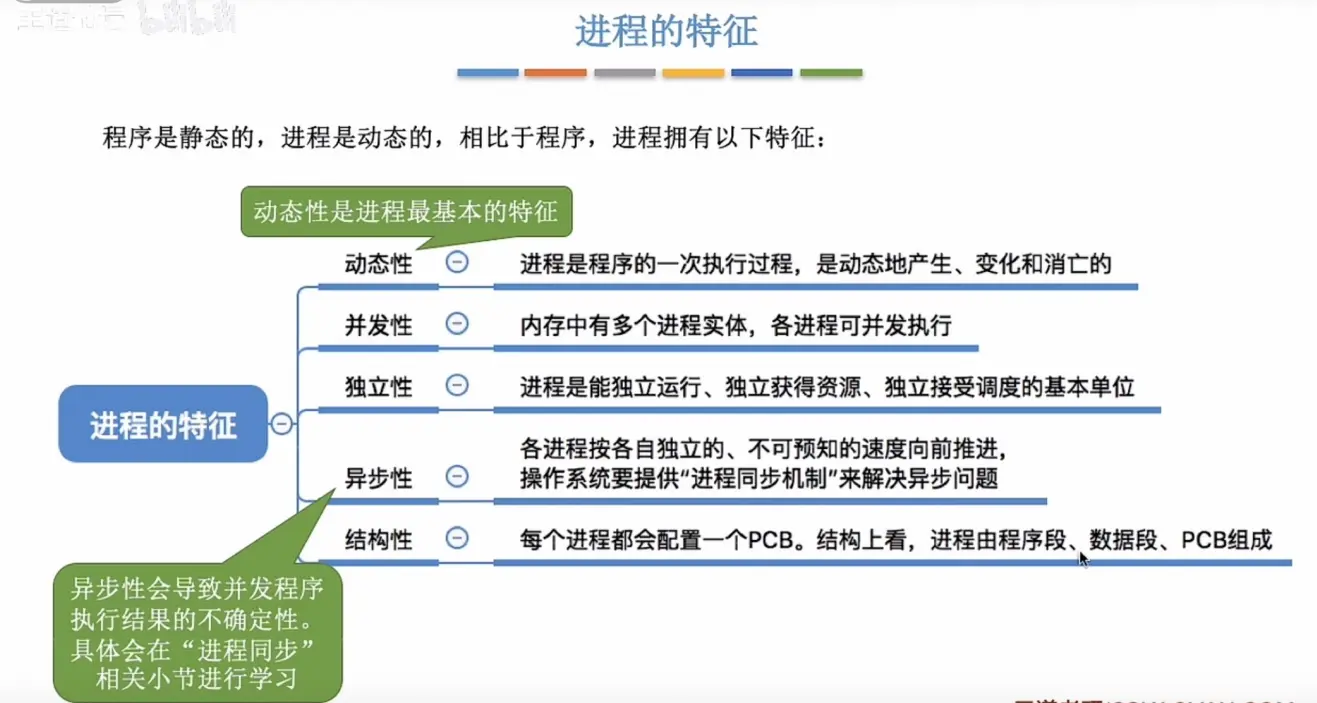 进程的特征
程序是静态的，进程是动态的，相比于程序，进程拥有以下特征：
动态性是进程最基本的特征
动态性
进程是程序的一次执行过程，是动态地产生、变化和消亡的
并发性
内存中有多个进程实体，各进程可并发执行
独立性
进程是能独立运行、独立获得资源、独立接受调度的基本单位
进程的特征
异步性
各进程按各自独立的、不可预知的速度向前推进，
操作系统要提供“进程同步机制”来解决异步问题
结构性
每个进程都会配置一个PCB。结构上看，进程由程序段、数据段、PCB组成
异步性会导致并发程序
执行结果的不确定性。
具体会在“进程同步”
相关小节进行学习